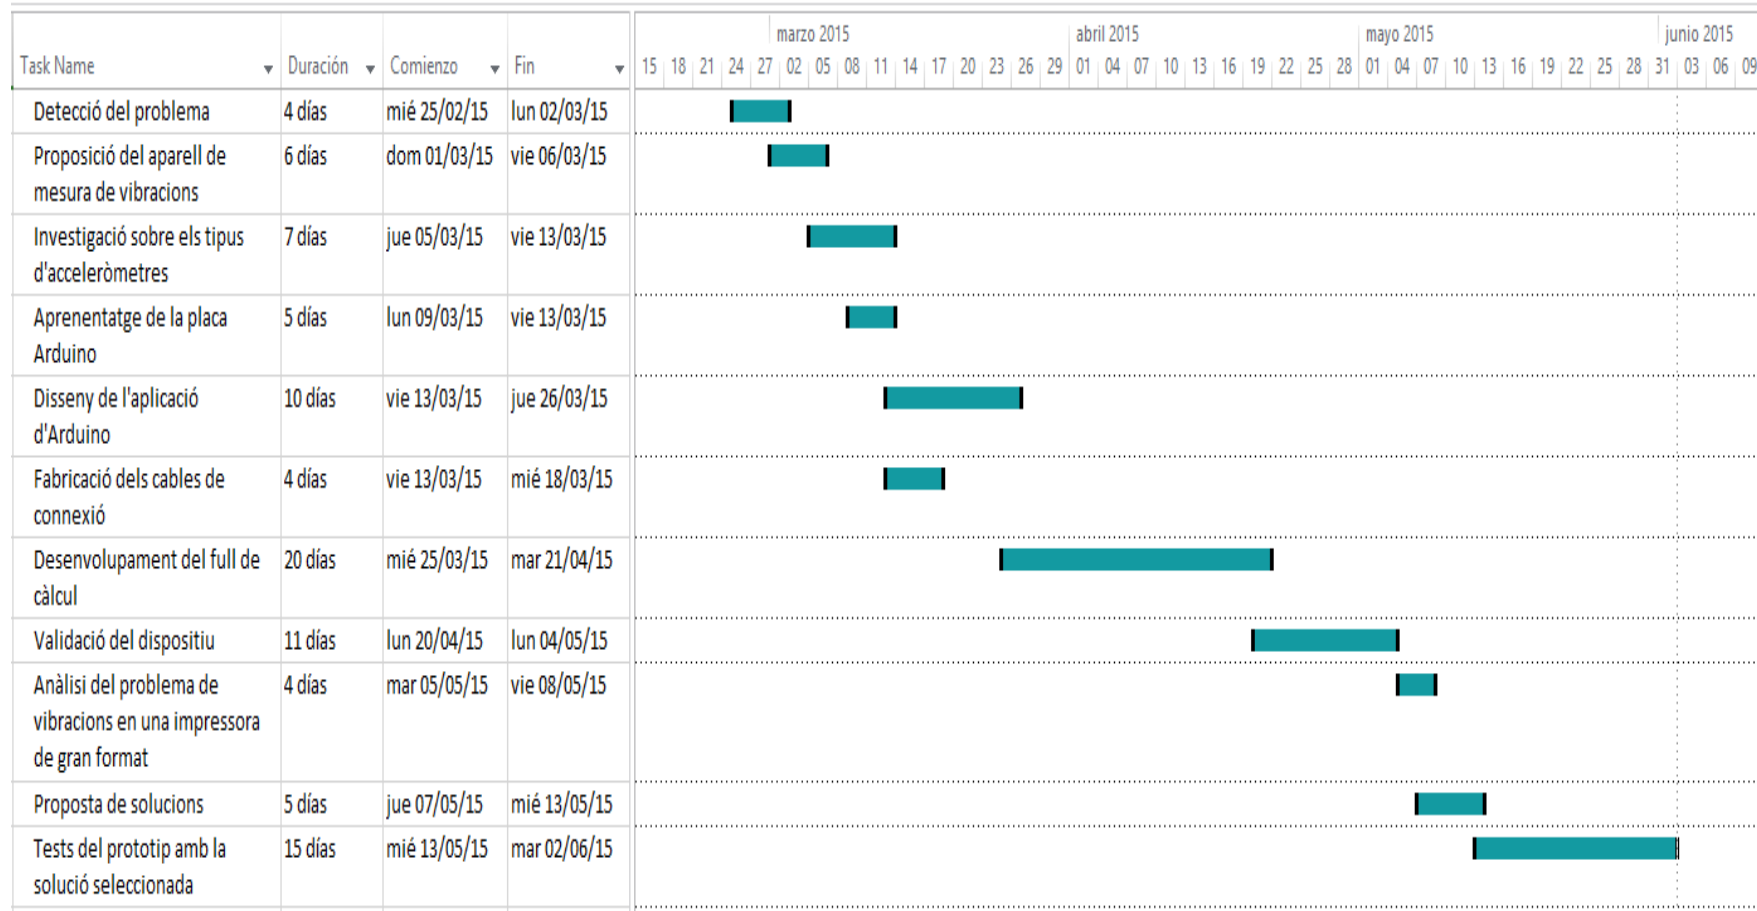 marzo 2015 abril 2015 mayo 2015 junio 2015
Task Name Duración Comienzo Fin 15 18 21 24 27 02 05 08 11 14 17 20 23 26 29 01 04 07 10 13 16 19 22 25 28 01 04 07 10 13 16 19 22 25 28 31 03 06 09
Detecció del problema 4 días mié 25/02/15 lun 02/03/15
Proposició del aparell de 6 días dom 01/03/15 vie 06/03/15
mesura de vibracions
Investigació sobre els tipus 7 días jue 05/03/15 vie 13/03/15
d'acceleròmetres
Aprenentatge de la placa 5 días lun 09/03/15 vie 13/03/15
Arduino
Disseny de l'aplicació 10 días vie 13/03/15 jue 26/03/15
d'Arduino
Fabricació dels cables de 4 días vie 13/03/15 mié 18/03/15
connexió
Desenvolupament del full de 20 días mié 25/03/15 mar 21/04/15
càlcul
Validació del dispositiu 11 días lun 20/04/15 lun 04/05/15
Anàlisi del problema de 4 días mar 05/05/15 vie 08/05/15
vibracions en una impressora
de gran format
Proposta de solucions 5 días jue 07/05/15 mié 13/05/15
Tests del prototip amb la 15 días mié 13/05/15 mar 02/06/15
solució seleccionada